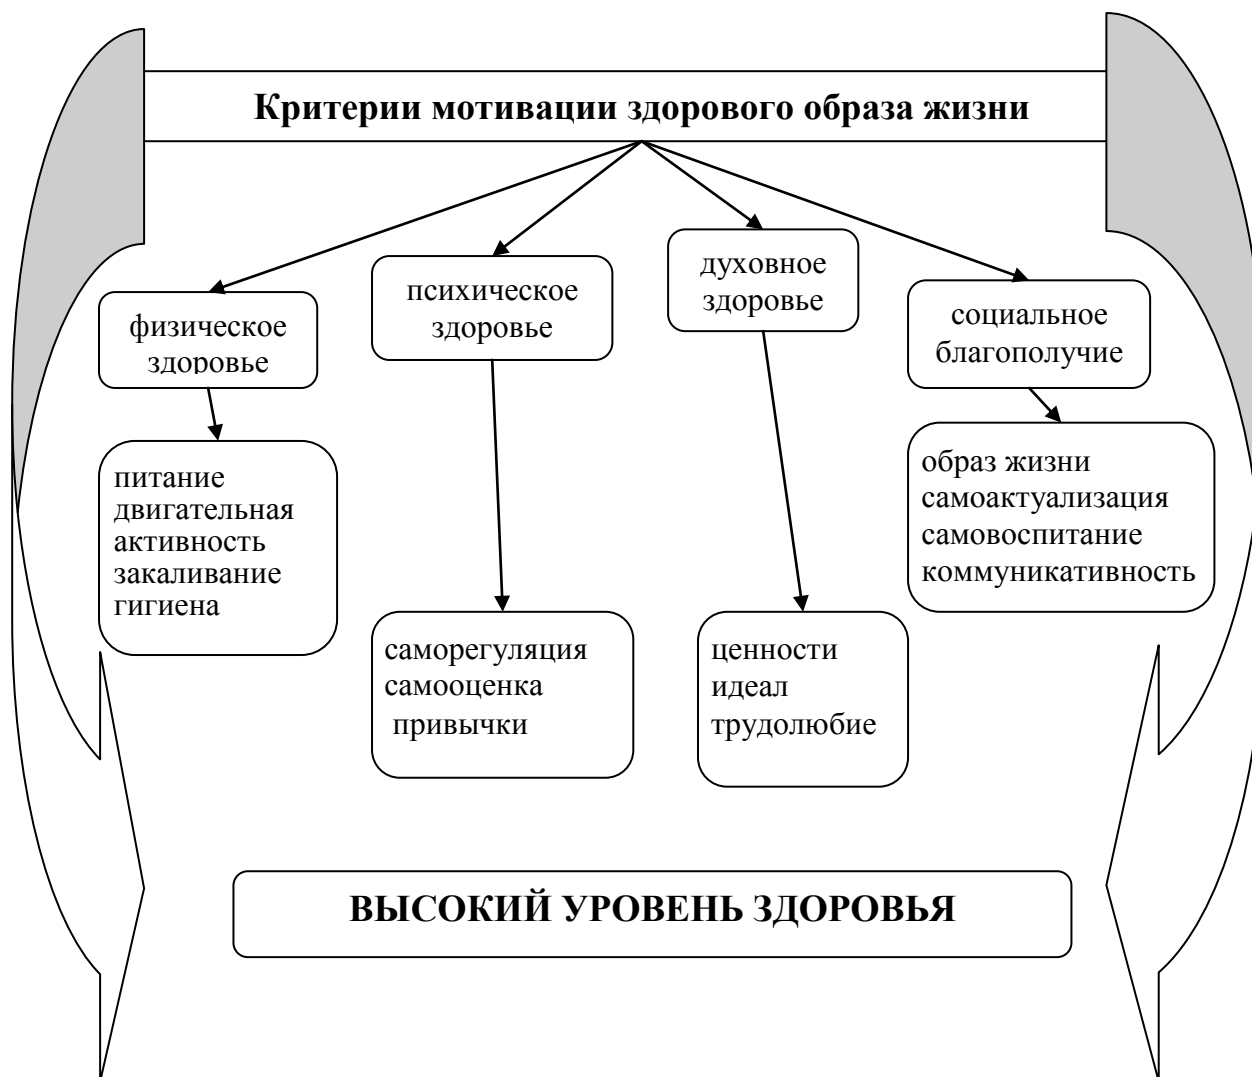 Критерии мотивации здорового образа жизни
физическое
здоровье
психическое
здоровье
духовное
здоровье
социальное
благополучие
питание
двигательная
активность
закаливание
гигиена
саморегуляция
самооценка
привычки
ценности
идеал
трудолюбие
образ жизни
самоактуализация
самовоспитание
коммуникативность
ВЫСОКИЙ УРОВЕНЬ ЗДОРОВЬЯ